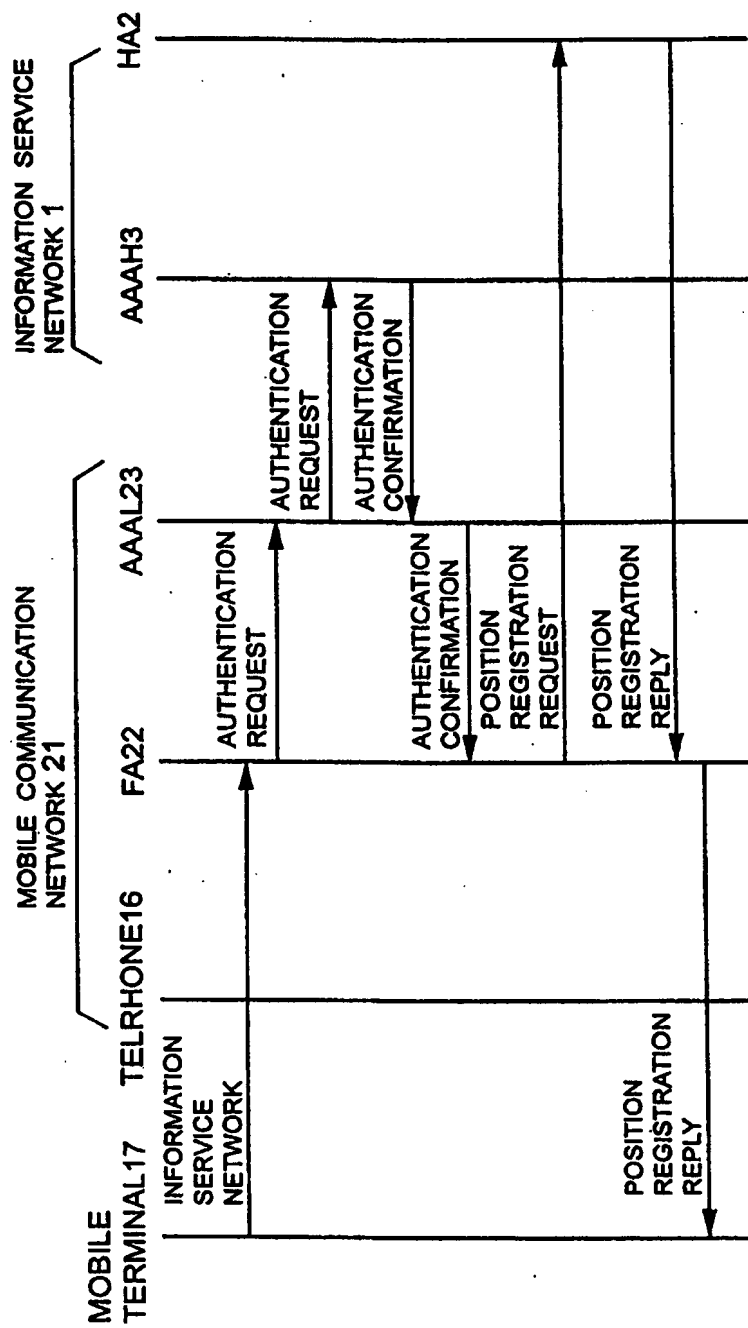 MOBILE COMMUNICATION
NETWORK 21
INFORMATION SERVICE
NETWORK 1
MOBILE
TERMINAL17
TELRHONE16
FA22
AAAL23
AAAH3
HA2
INFORMATION
SERVICE
NETWORK
AUTHENTICATION
REQUEST
AUTHENTICATION
REQUEST
AUTHENTICATION
CONFIRMATION
AUTHENTICATION
CONFIRMATION
POSITION
REGISTRATION
REQUEST
POSITION
REGISTRATION
REPLY
POSITION
REGISTRATION
REPLY